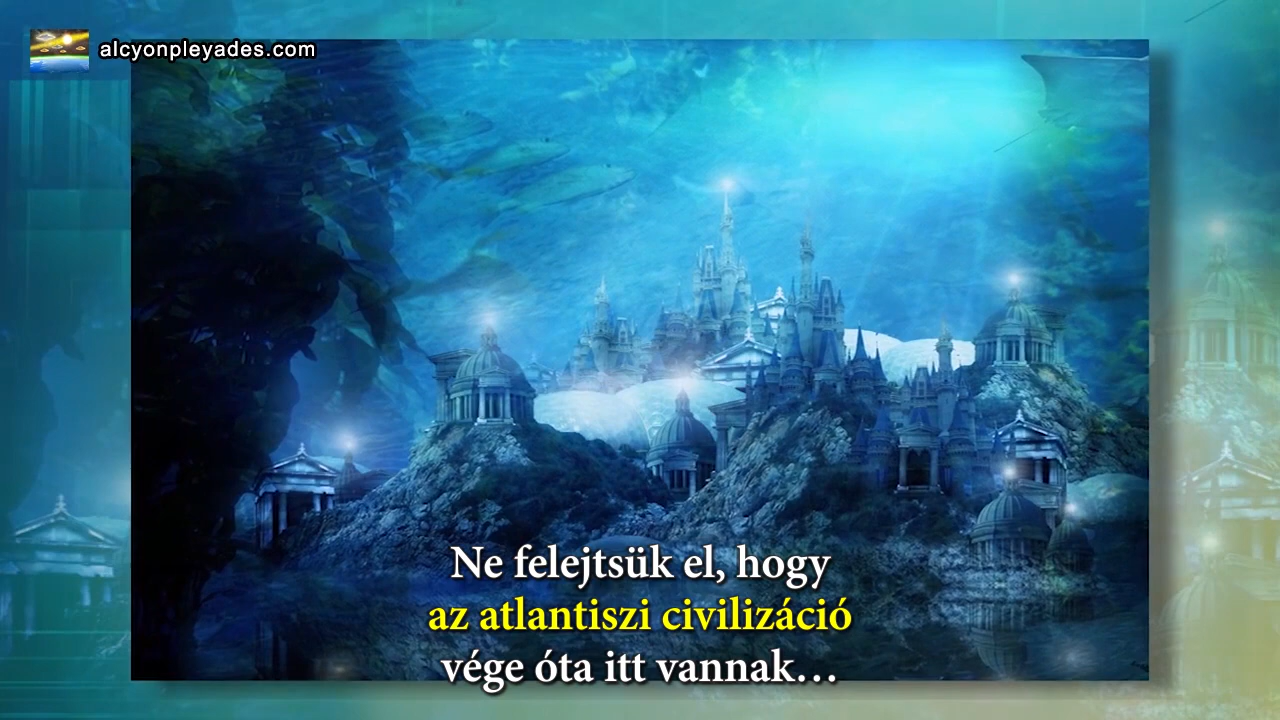 alcyonpleyades.com
Ne felejtsük el, hogy
az atlantiszi civilizáció
vége óta itt vannak…